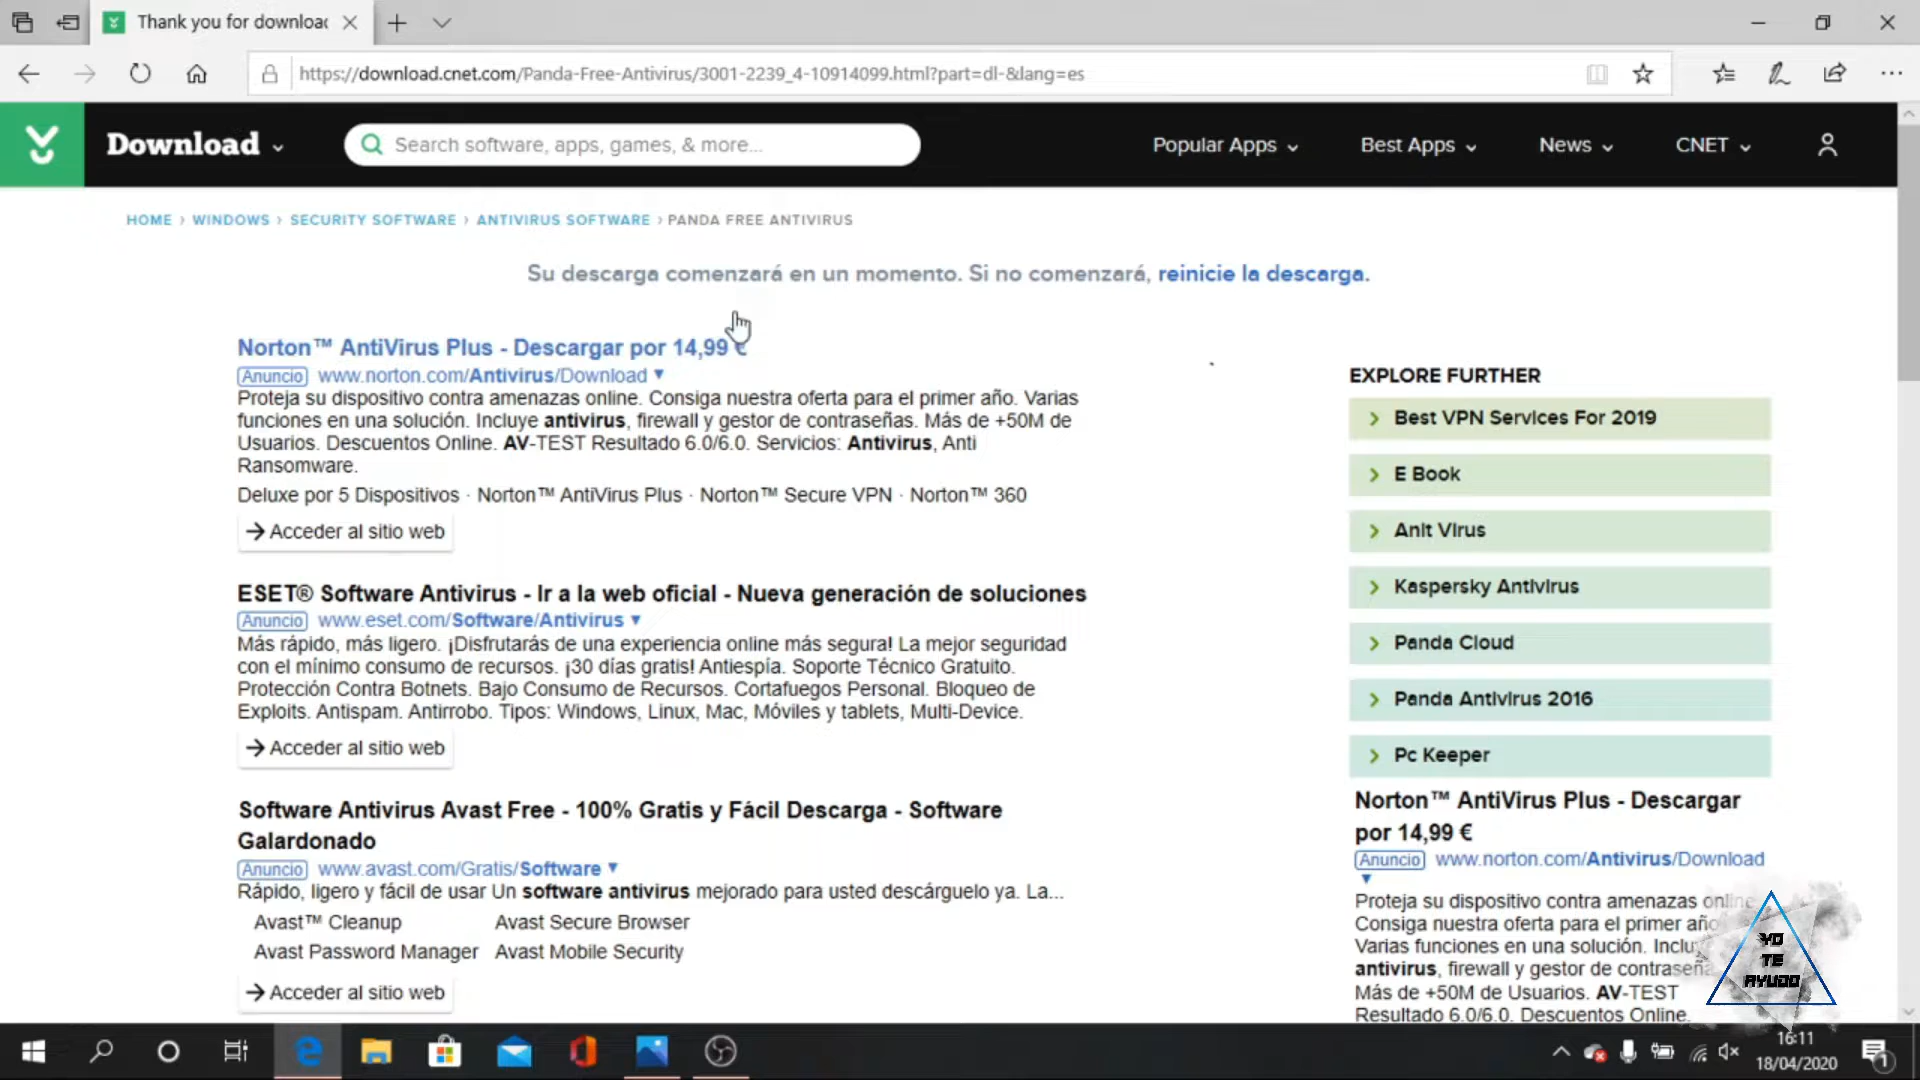 Thank you for download
https://download.cnet.com/Panda-Free-Antivirus/3001-2239_4-10914099.html?part=dl-&lang=es
Download
Search software, apps, games, & more...
Popular Apps
Best Apps
News
CNET
HOME › WINDOWS › SECURITY SOFTWARE › ANTIVIRUS SOFTWARE › PANDA FREE ANTIVIRUS
Su descarga comenzará en un momento. Si no comenzará, reinicie la descarga.
Norton™ AntiVirus Plus - Descargar por 14,99 €
Anuncio www.norton.com/Antivirus/Download
Proteja su dispositivo contra amenazas online. Consiga nuestra oferta para el primer año. Varias
funciones en una solución. Incluye antivirus, firewall y gestor de contraseñas. Más de +50M de
Usuarios. Descuentos Online. AV-TEST Resultado 6.0/6.0. Servicios: Antivirus, Anti
Ransomware.
Deluxe por 5 Dispositivos · Norton™ AntiVirus Plus · Norton™ Secure VPN · Norton™ 360
Acceder al sitio web
ESET® Software Antivirus - Ir a la web oficial - Nueva generación de soluciones
Anuncio www.eset.com/Software/Antivirus
Más rápido, más ligero. ¡Disfrutarás de una experiencia online más segura! La mejor seguridad
con el mínimo consumo de recursos. ¡30 días gratis! Antiespía. Soporte Técnico Gratuito.
Protección Contra Botnets. Bajo Consumo de Recursos. Cortafuegos Personal. Bloqueo de
Exploits. Antispam. Antirrobo. Tipos: Windows, Linux, Mac, Móviles y tablets, Multi-Device.
Acceder al sitio web
Software Antivirus Avast Free - 100% Gratis y Fácil Descarga - Software
Galardonado
Anuncio www.avast.com/Gratis/Software
Rápido, ligero y fácil de usar Un software antivirus mejorado para usted descárguelo ya. La...
Avast™ Cleanup Avast Secure Browser
Avast Password Manager Avast Mobile Security
Acceder al sitio web
EXPLORE FURTHER
Best VPN Services For 2019
E Book
Anit Virus
Kaspersky Antivirus
Panda Cloud
Panda Antivirus 2016
Pc Keeper
Norton™ AntiVirus Plus - Descargar
por 14,99 €
Anuncio www.norton.com/Antivirus/Download
Proteja su dispositivo contra amenazas online.
Consiga nuestra oferta para el primer año
Varias funciones en una solución. Incluy
antivirus, firewall y gestor de contraseña
Más de +50M de Usuarios. AV-TEST
Resultado 6.0/6.0. Descuentos Online.
YO
TE
AYUDO
16:11
18/04/2020
1